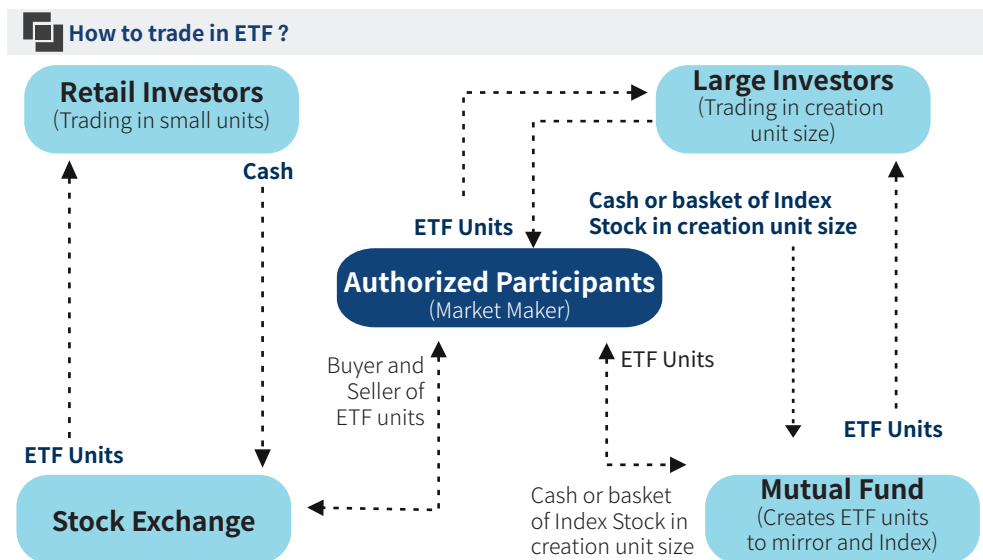 How to trade in ETF ?
Retail Investors
(Trading in small units)
Large Investors
(Trading in creation
unit size)
Cash
ETF Units
Cash or basket of Index
Stock in creation unit size
Authorized Participants
(Market Maker)
Buyer and
Seller of
ETF units
ETF Units
ETF Units
ETF Units
Stock Exchange
Cash or basket
of Index Stock in
creation unit size
Mutual Fund
(Creates ETF units
to mirror and Index)